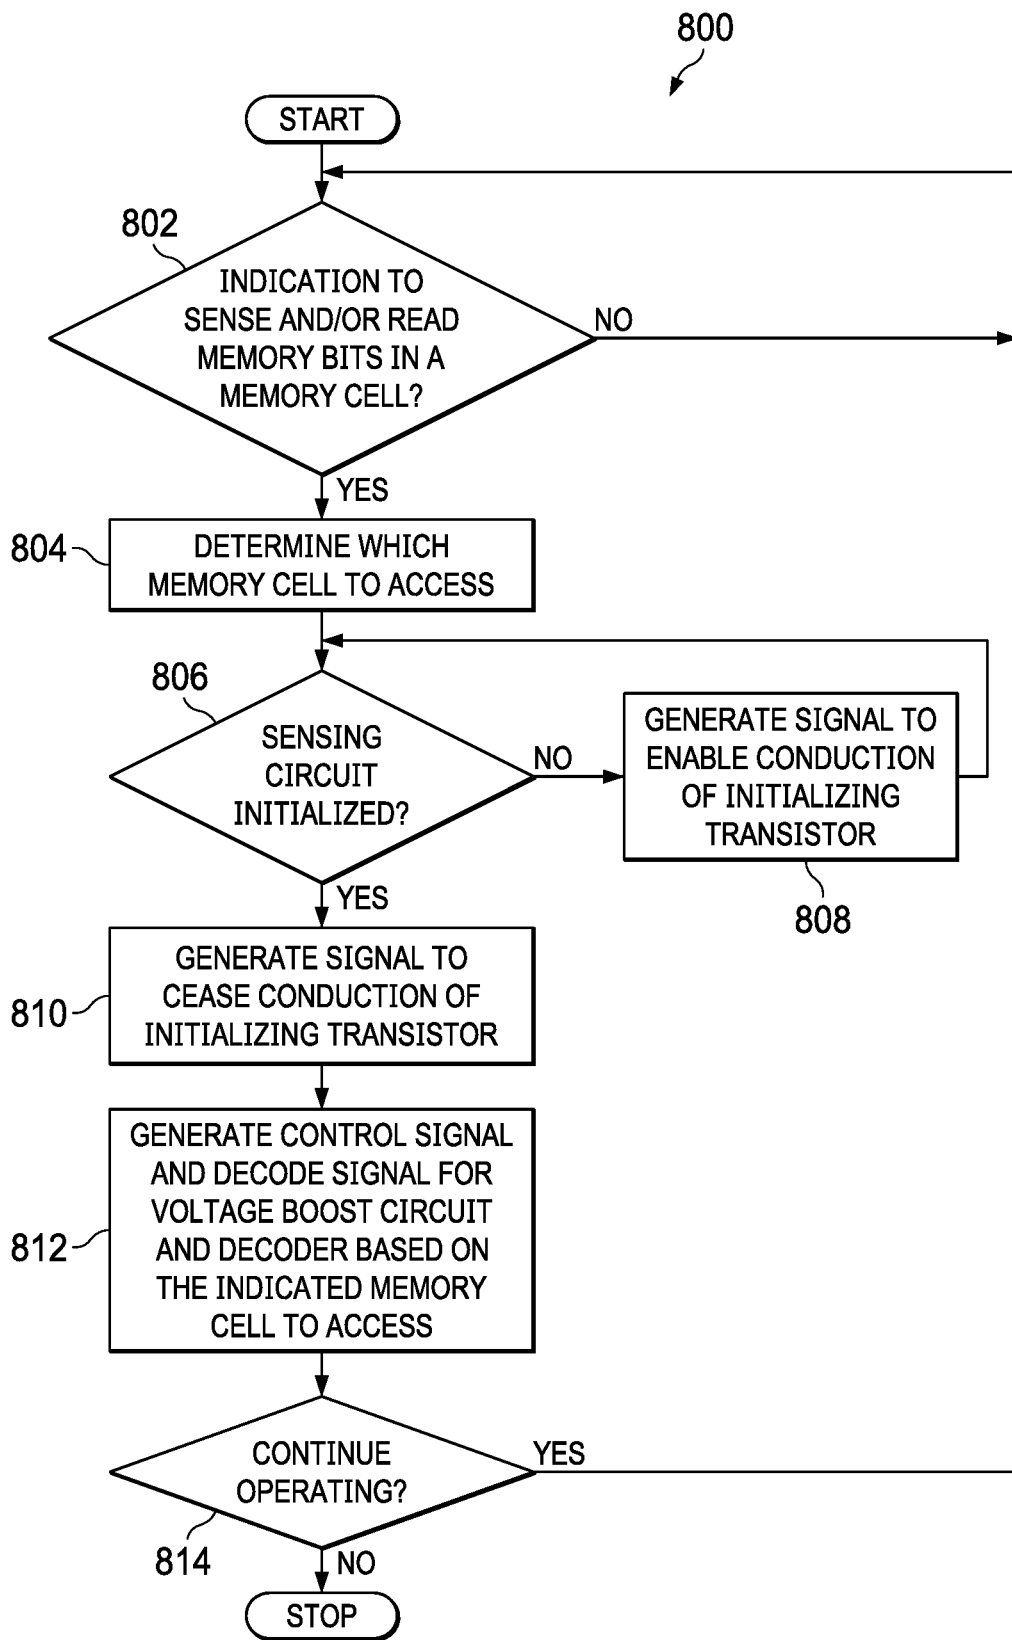 800
START
802
INDICATION TO
SENSE AND/OR READ
MEMORY BITS IN A
MEMORY CELL?
NO
YES
804
DETERMINE WHICH
MEMORY CELL TO ACCESS
806
SENSING
CIRCUIT
INITIALIZED?
NO
GENERATE SIGNAL TO
ENABLE CONDUCTION
OF INITIALIZING
TRANSISTOR
808
YES
810
GENERATE SIGNAL TO
CEASE CONDUCTION OF
INITIALIZING TRANSISTOR
812
GENERATE CONTROL SIGNAL
AND DECODE SIGNAL FOR
VOLTAGE BOOST CIRCUIT
AND DECODER BASED ON
THE INDICATED MEMORY
CELL TO ACCESS
CONTINUE
OPERATING?
YES
814
NO
STOP